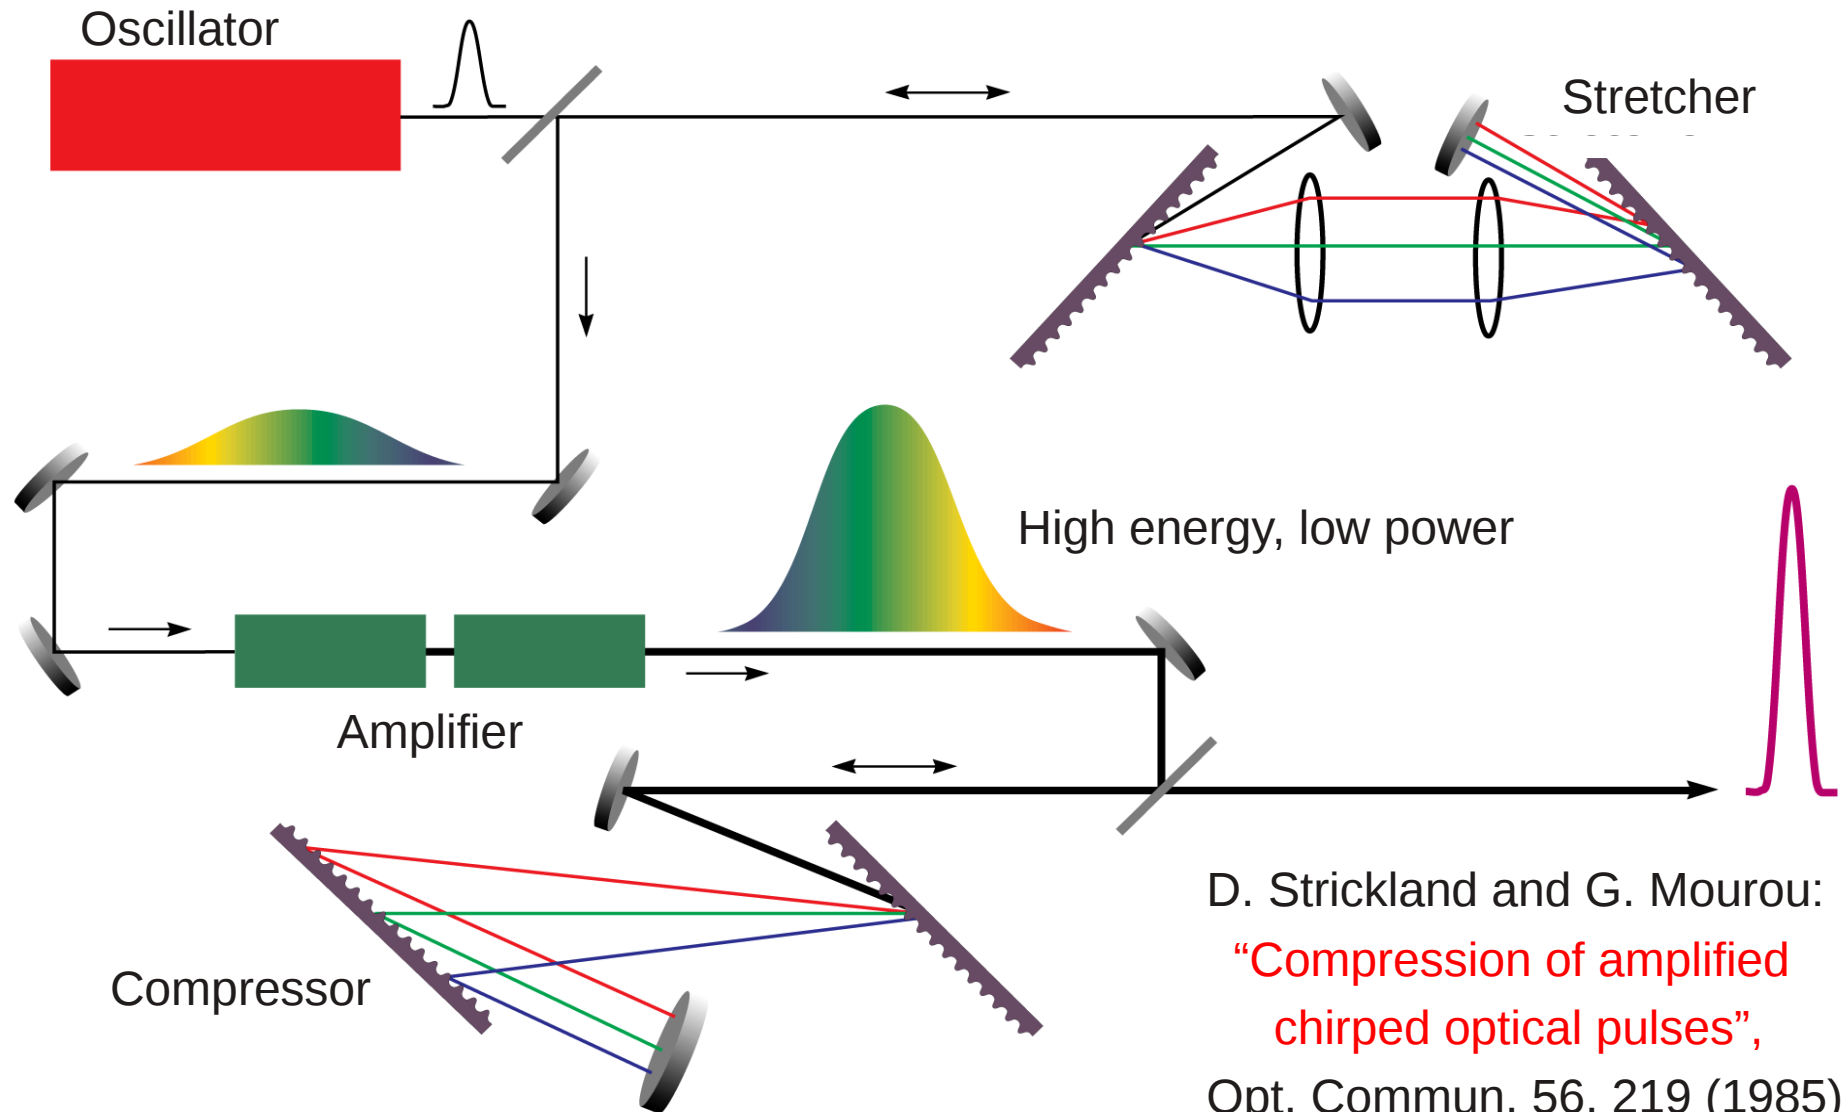 Oscillator
Stretcher
High energy, low power
Amplifier
Compressor
D. Strickland and G. Mourou:
“Compression of amplified
chirped optical pulses”,
Opt. Commun. 56, 219 (1985)